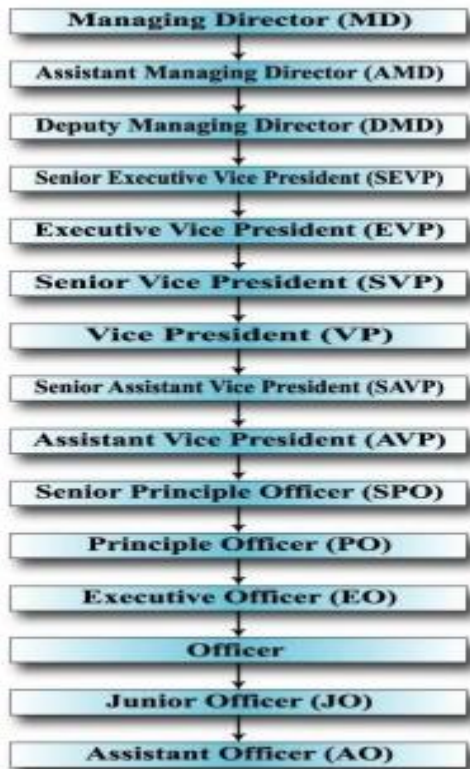 Managing Director (MD)
Assistant Managing Director (AMD)
Deputy Managing Director (DMD)
Senior Executive Vice President (SEVP)
Executive Vice President (EVP)
Senior Vice President (SVP)
Vice President (VP)
Senior Assistant Vice President (SAVP)
Assistant Vice President (AVP)
Senior Principle Officer (SPO)
Principle Officer (PO)
Executive Officer (EO)
Officer
Junior Officer (JO)
Assistant Officer (AO)